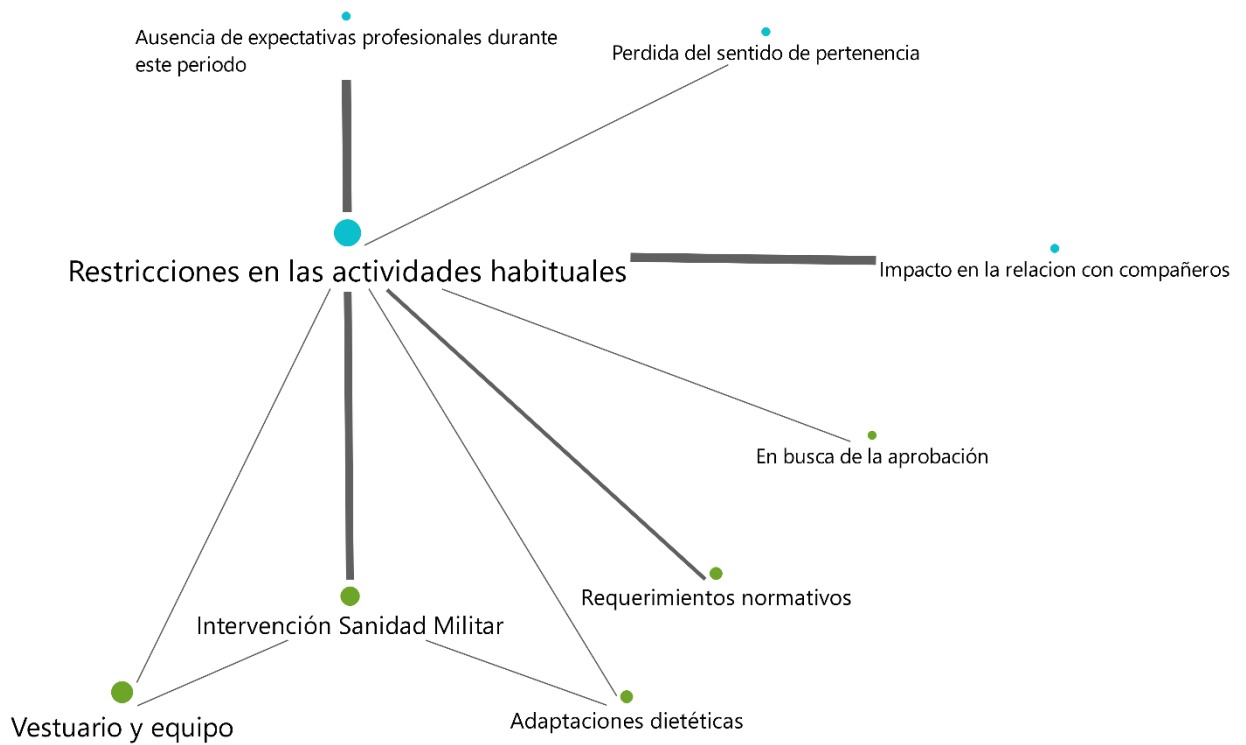 Ausencia de expectativas profesionales durante
este periodo
Perdida del sentido de pertenencia
Restricciones en las actividades habituales
Impacto en la relacion con compañeros
En busca de la aprobación
Requerimientos normativos
Intervención Sanidad Militar
Adaptaciones dietéticas
Vestuario y equipo